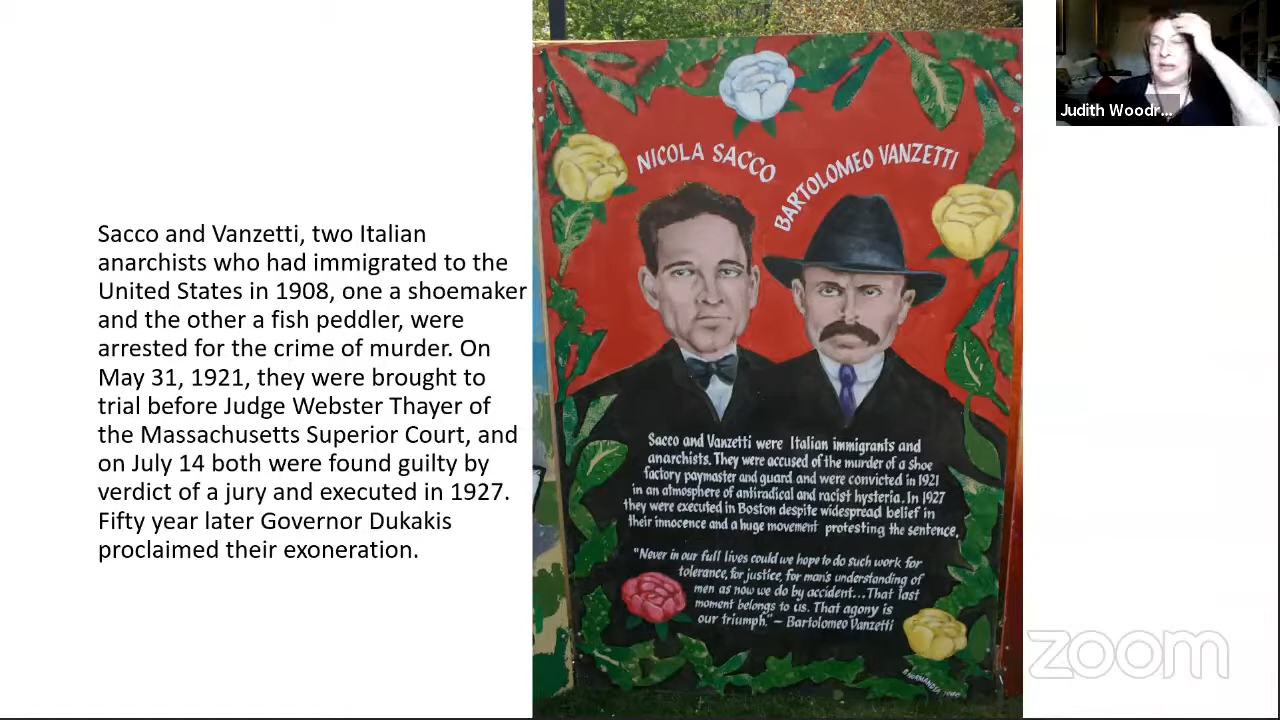 Sacco and Vanzetti, two Italian
anarchists who had immigrated to the
United States in 1908, one a shoemaker
and the other a fish peddler, were
arrested for the crime of murder. On
May 31, 1921, they were brought to
trial before Judge Webster Thayer of
the Massachusetts Superior Court, and
on July 14 both were found guilty by
verdict of a jury and executed in 1927.
Fifty year later Governor Dukakis
proclaimed their exoneration.
NICOLA SACCO
BARTOLOMEO VANZETTI
Sacco and Vanzetti were Italian immigrants and
anarchists. They were accused of the murder of a shoe
factory paymaster and guard and were convicted in 1921
in an atmosphere of antiradical and racist hysteria. In 1927
they were executed in Boston despite widespread belief in
their innocence and a huge movement protesting the sentence.
"Never in our full lives could we hope to do such work for
tolerance, for justice, for man's understanding of
men as now we do by accident...That last
moment belongs to us. That agony is
our triumph." – Bartolomeo Vanzetti
Judith Woodr...
zoom